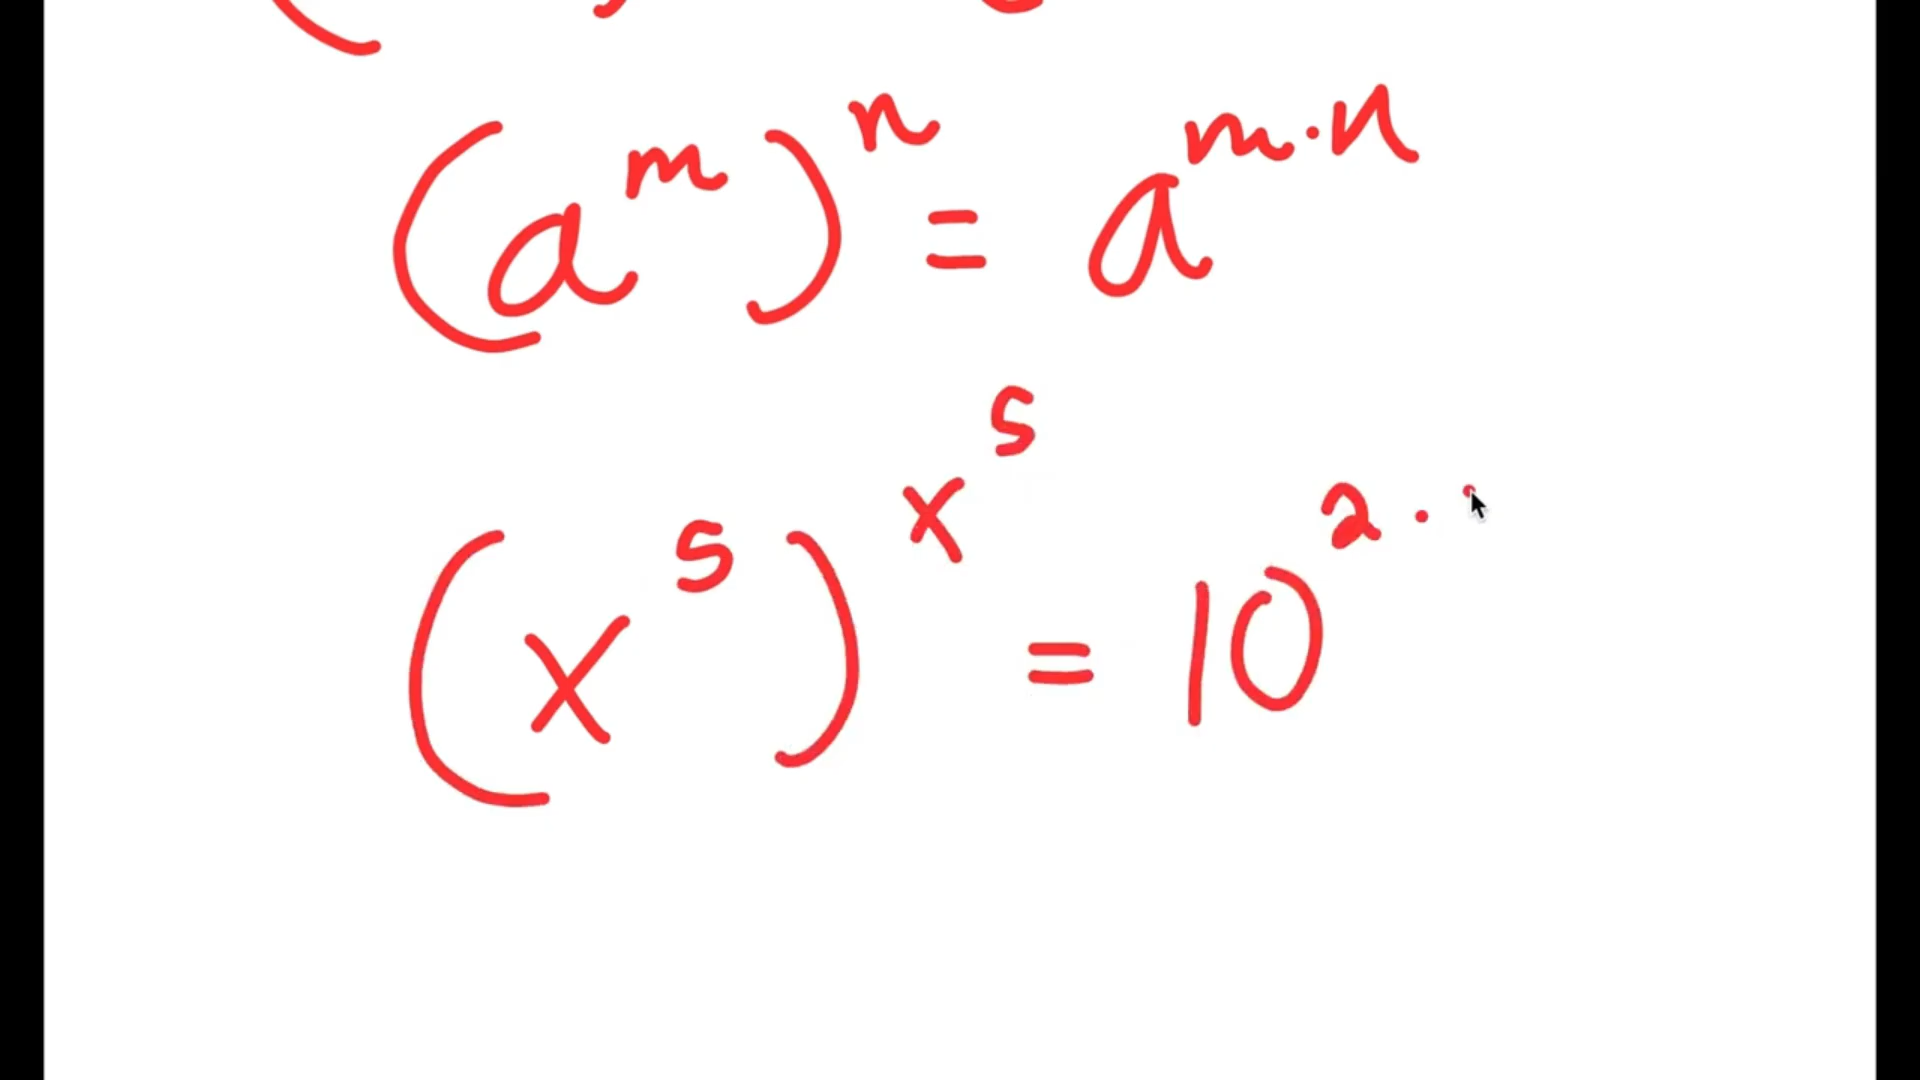 (a^m)^n = a^{m·n}
(x^5)^{x^5} = 10^{2·}